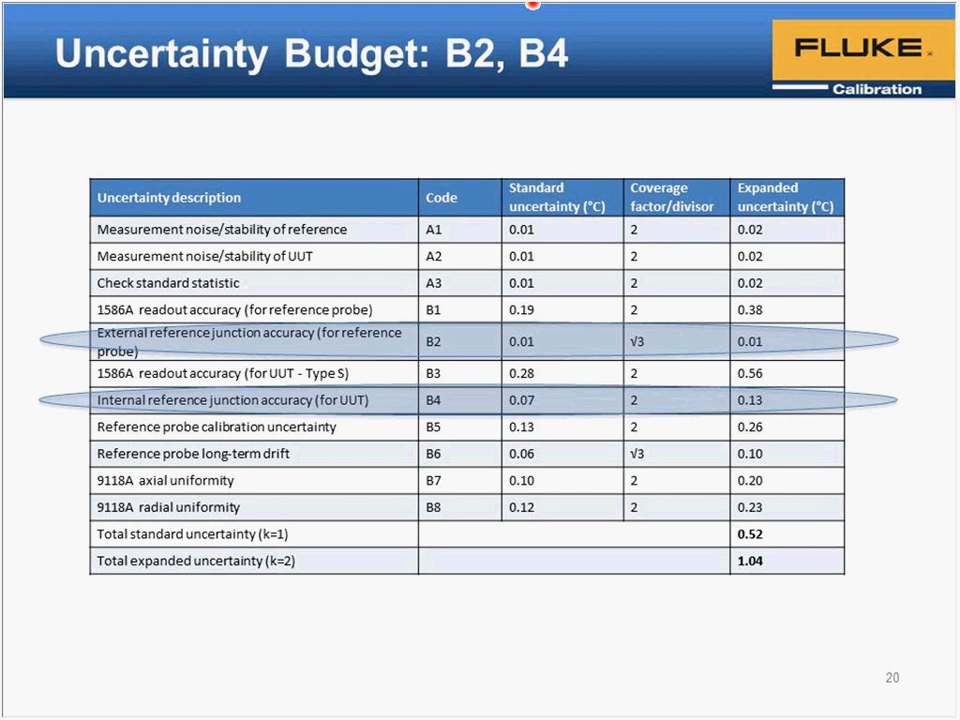 Uncertainty Budget: B2, B4
FLUKE.
Calibration
Uncertainty description Code Standard uncertainty (°C) Coverage factor/divisor Expanded uncertainty (°C)
Measurement noise/stability of reference A1 0.01 2 0.02
Measurement noise/stability of UUT A2 0.01 2 0.02
Check standard statistic A3 0.01 2 0.02
1586A readout accuracy (for reference probe) B1 0.19 2 0.38
External reference junction accuracy (for reference probe) B2 0.01 √3 0.01
1586A readout accuracy (for UUT - Type S) B3 0.28 2 0.56
Internal reference junction accuracy (for UUT) B4 0.07 2 0.13
Reference probe calibration uncertainty B5 0.13 2 0.26
Reference probe long-term drift B6 0.06 √3 0.10
9118A axial uniformity B7 0.10 2 0.20
9118A radial uniformity B8 0.12 2 0.23
Total standard uncertainty (k=1) 0.52
Total expanded uncertainty (k=2) 1.04
20